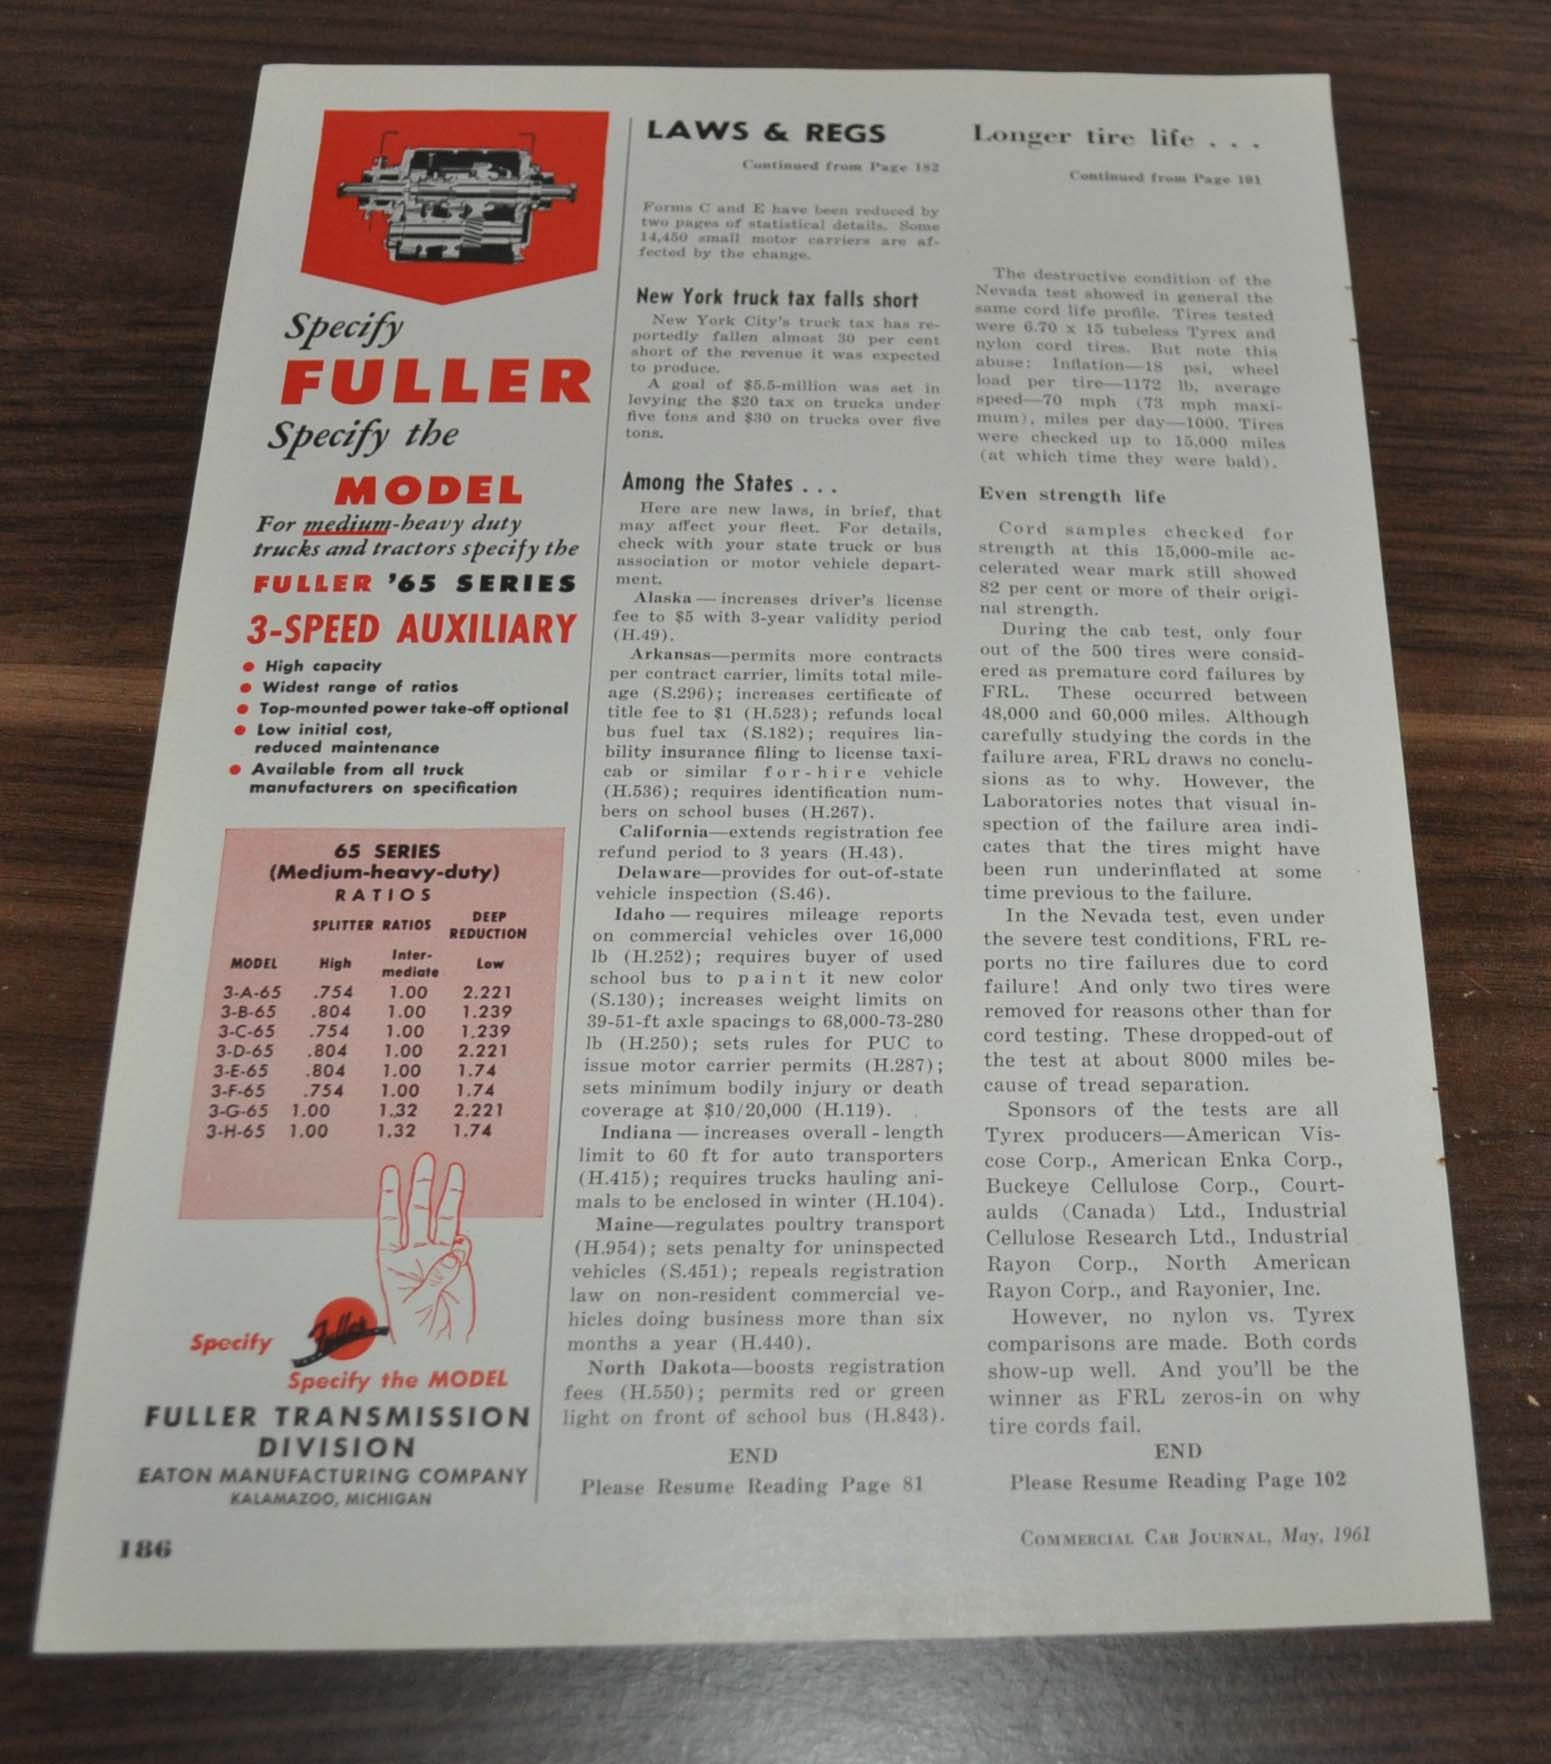 Specify
FULLER
Specify the
MODEL
For medium-heavy duty
trucks and tractors specify the
FULLER '65 SERIES
3-SPEED AUXILIARY
• High capacity
• Widest range of ratios
• Top-mounted power take-off optional
• Low initial cost,
reduced maintenance
• Available from all truck
manufacturers on specification
65 SERIES
(Medium-heavy-duty)
RATIOS
SPLITTER RATIOS DEEP REDUCTION
MODEL High Inter-mediate Low
3-A-65 .754 1.00 2.221
3-B-65 .804 1.00 1.239
3-C-65 .754 1.00 1.239
3-D-65 .804 1.00 2.221
3-E-65 .804 1.00 1.74
3-F-65 .754 1.00 1.74
3-G-65 1.00 1.32 2.221
3-H-65 1.00 1.32 1.74
Specify Fuller
Specify the MODEL
FULLER TRANSMISSION
DIVISION
EATON MANUFACTURING COMPANY
KALAMAZOO, MICHIGAN
186
LAWS & REGS
Continued from Page 182
Forms C and E have been reduced by
two pages of statistical details. Some
14,450 small motor carriers are af-
fected by the change.
New York truck tax falls short
New York City's truck tax has re-
portedly fallen almost 30 per cent
short of the revenue it was expected
to produce.
A goal of $5.5-million was set in
levying the $20 tax on trucks under
five tons and $30 on trucks over five
tons.
Among the States . . .
Here are new laws, in brief, that
may affect your fleet. For details,
check with your state truck or bus
association or motor vehicle depart-
ment.
Alaska — increases driver's license
fee to $5 with 3-year validity period
(H.49).
Arkansas—permits more contracts
per contract carrier, limits total mile-
age (S.296); increases certificate of
title fee to $1 (H.523); refunds local
bus fuel tax (S.182); requires lia-
bility insurance filing to license taxi-
cab or similar for-hire vehicle
(H.536); requires identification num-
bers on school buses (H.267).
California—extends registration fee
refund period to 3 years (H.43).
Delaware—provides for out-of-state
vehicle inspection (S.46).
Idaho — requires mileage reports
on commercial vehicles over 16,000
lb (H.252); requires buyer of used
school bus to paint it new color
(S.130); increases weight limits on
39-51-ft axle spacings to 68,000-73-280
lb (H.250); sets rules for PUC to
issue motor carrier permits (H.287);
sets minimum bodily injury or death
coverage at $10/20,000 (H.119).
Indiana — increases overall-length
limit to 60 ft for auto transporters
(H.415); requires trucks hauling ani-
mals to be enclosed in winter (H.104).
Maine—regulates poultry transport
(H.954); sets penalty for uninspected
vehicles (S.451); repeals registration
law on non-resident commercial ve-
hicles doing business more than six
months a year (H.440).
North Dakota—boosts registration
fees (H.550); permits red or green
light on front of school bus (H.843).
END
Please Resume Reading Page 81
Longer tire life . . .
Continued from Page 101
The destructive condition of the
Nevada test showed in general the
same cord life profile. Tires tested
were 6.70 x 15 tubeless Tyrex and
nylon cord tires. But note this
abuse: Inflation—18 psi, wheel
load per tire—1172 lb, average
speed—70 mph (73 mph maxi-
mum), miles per day—1000. Tires
were checked up to 15,000 miles
(at which time they were bald).
Even strength life
Cord samples checked for
strength at this 15,000-mile ac-
celerated wear mark still showed
82 per cent or more of their origi-
nal strength.
During the cab test, only four
out of the 500 tires were consid-
ered as premature cord failures by
FRL. These occurred between
48,000 and 60,000 miles. Although
carefully studying the cords in the
failure area, FRL draws no conclu-
sions as to why. However, the
Laboratories notes that visual in-
spection of the failure area indi-
cates that the tires might have
been run underinflated at some
time previous to the failure.
In the Nevada test, even under
the severe test conditions, FRL re-
ports no tire failures due to cord
failure! And only two tires were
removed for reasons other than for
cord testing. These dropped-out of
the test at about 8000 miles be-
cause of tread separation.
Sponsors of the tests are all
Tyrex producers—American Vis-
cose Corp., American Enka Corp.,
Buckeye Cellulose Corp., Court-
aulds (Canada) Ltd., Industrial
Cellulose Research Ltd., Industrial
Rayon Corp., North American
Rayon Corp., and Rayonier, Inc.
However, no nylon vs. Tyrex
comparisons are made. Both cords
show-up well. And you'll be the
winner as FRL zeros-in on why
tire cords fail.
END
Please Resume Reading Page 102
COMMERCIAL CAR JOURNAL, May, 1961